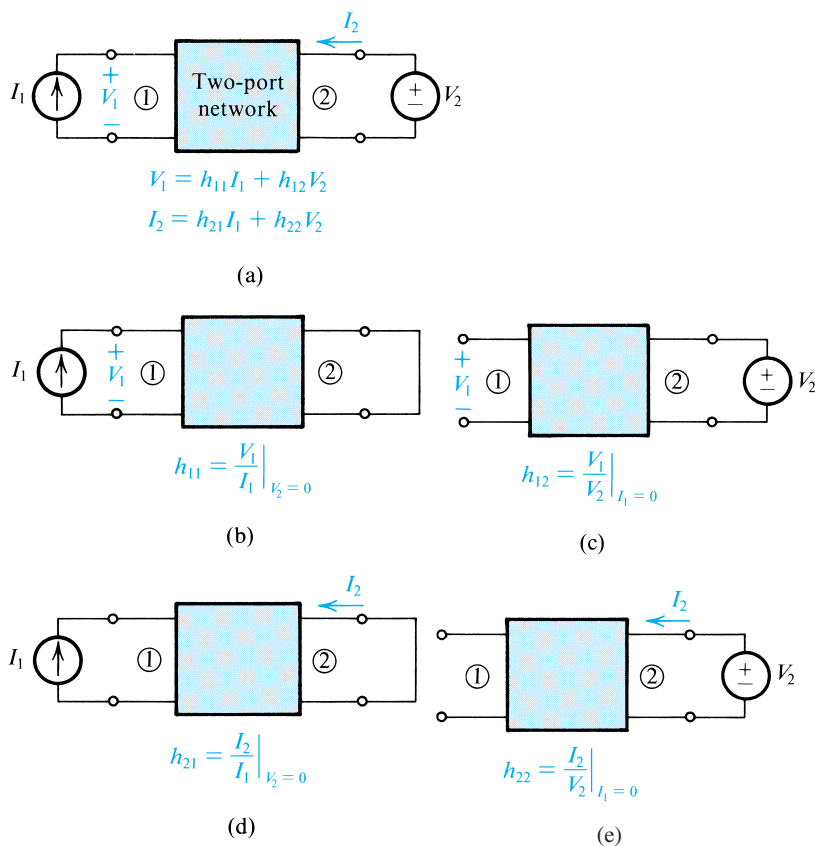 I₂
I₁ + V₁ − ① Two-port network ② + − V₂
V₁ = h₁₁I₁ + h₁₂V₂
I₂ = h₂₁I₁ + h₂₂V₂
(a)
I₁ + V₁ − ① ②
h₁₁ = V₁/I₁ |V₂ = 0
(b)
+ V₁ − ① ② + − V₂
h₁₂ = V₁/V₂ |I₁ = 0
(c)
I₂
I₁ ① ②
h₂₁ = I₂/I₁ |V₂ = 0
(d)
I₂
① ② + − V₂
h₂₂ = I₂/V₂ |I₁ = 0
(e)